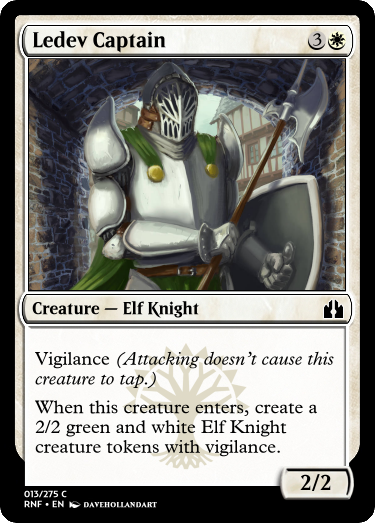 Ledev Captain 3
Creature — Elf Knight
Vigilance (Attacking doesn't cause this
creature to tap.)
When this creature enters, create a
2/2 green and white Elf Knight
creature tokens with vigilance.
2/2
013/275 C
RNF • EN DAVEHOLLANDART